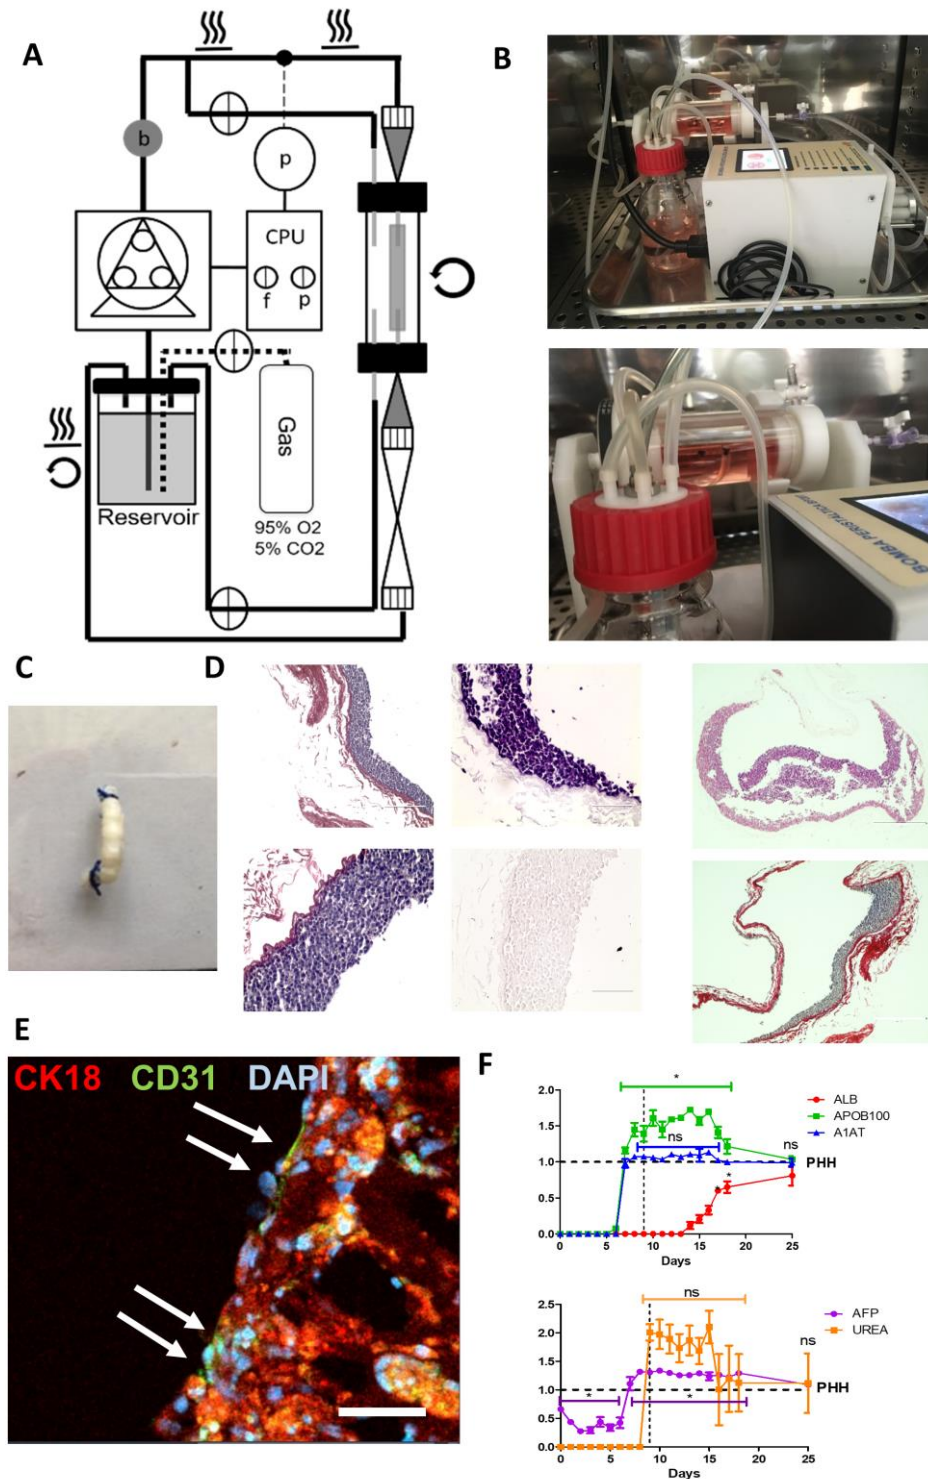 A
B
b
p
CPU
f p
Gas
Reservoir
95% O2
5% CO2
BOMBA PERISTALTICA
C
D
E
CK18 CD31 DAPI
F
ALB
APOB100
A1AT
*
ns
ns
PHH
*
*
2.0
1.5
1.0
0.5
0.0
0 5 10 15 20 25
Days
AFP
UREA
ns
ns
PHH
*
*
2.5
2.0
1.5
1.0
0.5
0.0
0 5 10 15 20 25
Days